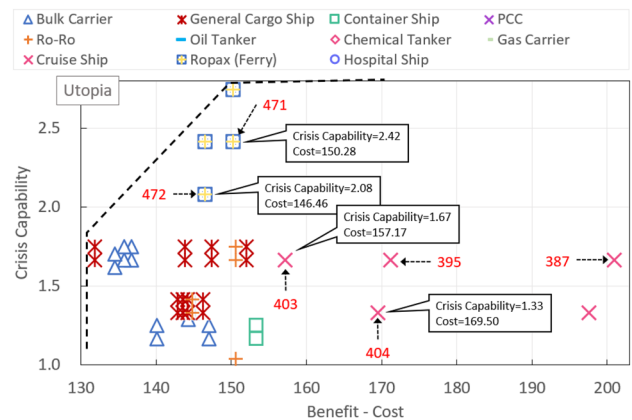 Bulk Carrier General Cargo Ship Container Ship PCC
Ro-Ro Oil Tanker Chemical Tanker Gas Carrier
Cruise Ship Ropax (Ferry) Hospital Ship
Utopia
471
2.5
Crisis Capability=2.42
Cost=150.28
472
Crisis Capability=2.08
Cost=146.46
2.0
Crisis Capability=1.67
Cost=157.17
Crisis Capability
395
387
1.5
403
Crisis Capability=1.33
Cost=169.50
404
1.0
130 140 150 160 170 180 190 200
Benefit - Cost